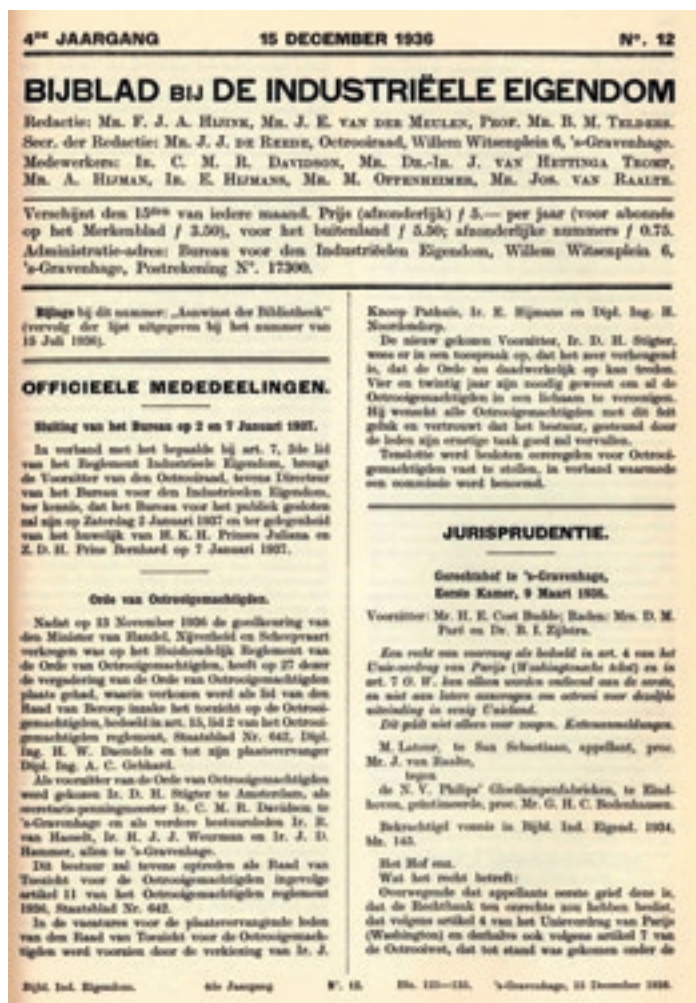 4DE JAARGANG 15 DECEMBER 1936 No. 12
BIJBLAD BIJ DE INDUSTRIËELE EIGENDOM
Redactie: Mr. F. J. A. Hijink, Mr. J. E. van der Meulen, Prof. Mr. B. M. Telders.
Secr. der Redactie: Mr. J. J. de Reede, Octrooiraad, Willem Witsenplein 6, 's-Gravenhage.
Medewerkers: Ir. C. M. R. Davidson, Mr. Dr.-Ir. J. van Hettinga Tromp,
Mr. A. Hijman, Ir. E. Hijmans, Mr. M. Oppenheimer, Mr. Jos. van Raalte.
Verschijnt den 15den van iedere maand. Prijs (afzonderlijk) f 5.— per jaar (voor abonnés
op het Merkenblad f 3.50), voor het buitenland f 5.50; afzonderlijke nummers f 0.75.
Administratie-adres: Bureau voor den Industriëelen Eigendom, Willem Witsenplein 6,
's-Gravenhage, Postrekening No. 17300.
Bijlage bij dit nummer: „Aanwinst der Bibliotheek"
(vervolg der lijst uitgegeven bij het nummer van
15 Juli 1936).
OFFICIEELE MEDEDEELINGEN.
Sluiting van het Bureau op 2 en 7 Januari 1937.
In verband met het bepaalde bij art. 7, 2de lid
van het Reglement Industrieele Eigendom, brengt
de Voorzitter van den Octrooiraad, tevens Directeur
van het Bureau voor den Industrieelen Eigendom,
ter kennis, dat het Bureau voor het publiek gesloten
zal zijn op Zaterdag 2 Januari 1937 en ter gelegenheid
van het huwelijk van H. K. H. Prinses Juliana en
Z. D. H. Prins Bernhard op 7 Januari 1937.
Orde van Octrooigemachtigden.
Nadat op 13 November 1936 de goedkeuring van
den Minister van Handel, Nijverheid en Scheepvaart
verkregen was op het Huishoudelijk Reglement van
de Orde van Octrooigemachtigden, heeft op 27 dezer
de vergadering van de Orde van Octrooigemachtigden
plaats gehad, waarin verkozen werd als lid van den
Raad van Beroep inzake het toezicht op de Octrooi-
gemachtigden, bedoeld in art. 15, lid 2 van het Octrooi-
gemachtigden reglement, Staatsblad Nr. 642, Dipl.
Ing. H. W. Daendels en tot zijn plaatsvervanger
Dipl. Ing. A. C. Gebhard.
Als voorzitter van de Orde van Octrooigemachtigden
werd gekozen Ir. D. H. Stigter te Amsterdam, als
secretaris-penningmeester Ir. C. M. R. Davidson te
's-Gravenhage en als verdere bestuursleden Ir. E.
van Hasselt, Ir. H. J. J. Weurman en Ir. J. D.
Hammer, allen te 's-Gravenhage.
Dit bestuur zal tevens optreden als Raad van
Toezicht voor de Octrooigemachtigden ingevolge
artikel 11 van het Octrooigemachtigden reglement
1936, Staatsblad Nr. 642.
In de vacatures voor de plaatsvervangende leden
van den Raad van Toezicht voor de Octrooigemach-
tigden werd voorzien door de verkiezing van Ir. J.
Knoop Pathuis, Ir. E. Hijmans en Dipl. Ing. H.
Noordendorp.
De nieuw gekozen Voorzitter, Ir. D. H. Stigter,
wees er in een toespraak op, dat het zeer verheugend
is, dat de Orde nu daadwerkelijk op kan treden.
Vier en twintig jaar zijn noodig geweest om al de
Octrooigemachtigden in een lichaam te vereenigen.
Hij wenscht alle Octrooigemachtigden met dit feit
geluk en vertrouwt dat het bestuur, gesteund door
de leden zijn ernstige taak goed zal vervullen.
Tenslotte werd besloten eereregelen voor Octrooi-
gemachtigden vast te stellen, in verband waarmede
een commissie werd benoemd.
JURISPRUDENTIE.
Gerechtshof te 's-Gravenhage,
Eerste Kamer, 9 Maart 1936.
Voorzitter: Mr. H. E. Cost Budde; Raden: Mrs. D. M.
Paré en Dr. B. I. Zijlstra.
Een recht van voorrang als bedoeld in art. 4 van het
Unieverdrag van Parijs (Washingtonsche tekst) en in
art. 7 O. W. kan alleen worden ontleend aan de eerste,
en niet aan latere aanvragen om octrooi voor dezelfde
uitvinding in eenig Unieland.
Dit geldt niet alleen voor zoogen. Kettenanmeldungen.
M. Latour, te San Sebastiaan, appellant, proc.
Mr. J. van Raalte,
tegen
de N. V. Philips' Gloeilampenfabrieken, te Eind-
hoven, geïntimeerde, proc. Mr. G. H. C. Bodenhausen.
Bekrachtigd vonnis in Bijbl. Ind. Eigend. 1934,
blz. 145.
Het Hof enz.
Wat het recht betreft:
Overwegende dat appellants eerste grief deze is,
dat de Rechtbank ten onrechte zou hebben beslist,
dat volgens artikel 4 van het Unieverdrag van Parijs
(Washington) en derhalve ook volgens artikel 7 van
de Octrooiwet, dat tot stand was gekomen onder de
Bijbl. Ind. Eigendom. 4de Jaargang No. 12. Blz. 's-Gravenhage, 15 December 1936